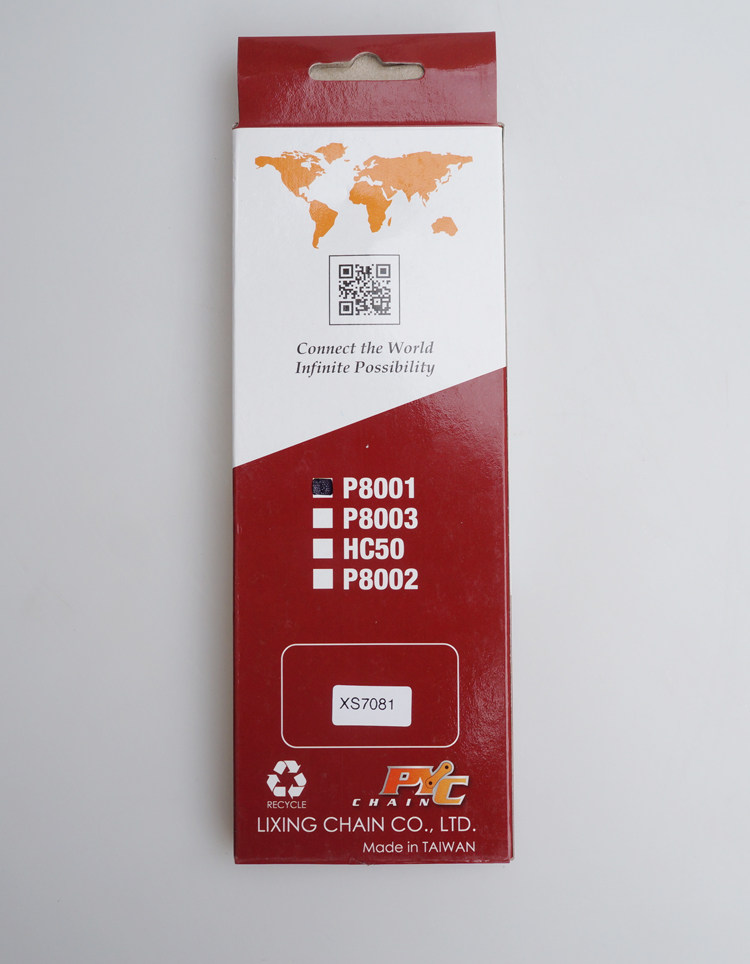 Connect the World
Infinite Possibility
P8001
P8003
HC50
P8002
XS7081
RECYCLE
PYC
CHAIN
LIXING CHAIN CO., LTD.
Made in TAIWAN